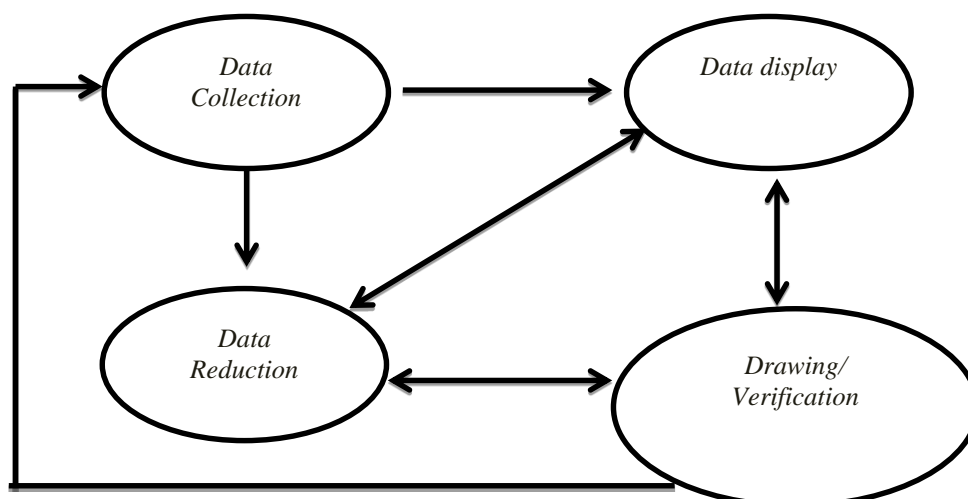 Data
Collection
Data display
Data
Reduction
Drawing/
Verification